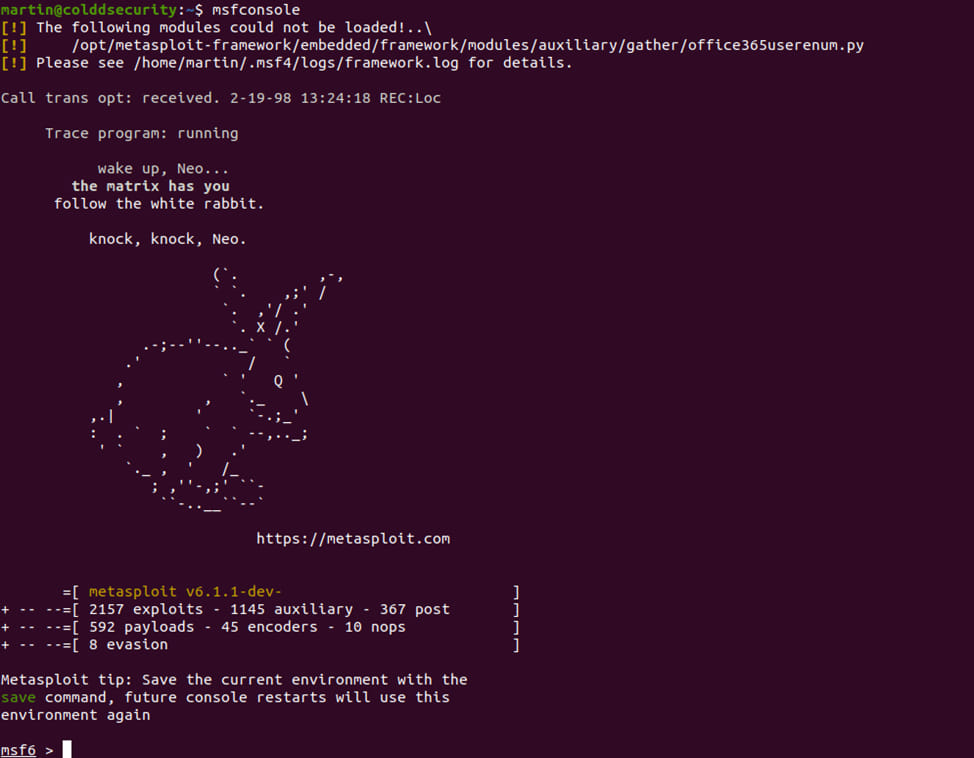 martin@colddsecurity:~$ msfconsole
[!] The following modules could not be loaded!..\
[!]     /opt/metasploit-framework/embedded/framework/modules/auxiliary/gather/office365userenum.py
[!] Please see /home/martin/.msf4/logs/framework.log for details.
Call trans opt: received. 2-19-98 13:24:18 REC:Loc
     Trace program: running
           wake up, Neo...
        the matrix has you
      follow the white rabbit.
          knock, knock, Neo.
                        (`.         ,-,
                        ` `.    ,;' /
                         `.  ,'/ .'
                          `. X /.'
                .-;--''--.._` ` (
              .'            /   `
             ,           ` '   Q '
             ,         ,   `._    \
          ,.|         '     `-.;_'
          :  . `  ;    `  ` --,.._;
           ' `    ,   )   .'
              `._ ,  '   /_
                 ; ,''-,;' ``-
                  ``-..__``--`
                             https://metasploit.com
       =[ metasploit v6.1.1-dev-                          ]
+ -- --=[ 2157 exploits - 1145 auxiliary - 367 post       ]
+ -- --=[ 592 payloads - 45 encoders - 10 nops            ]
+ -- --=[ 8 evasion                                       ]
Metasploit tip: Save the current environment with the
save command, future console restarts will use this
environment again
msf6 >